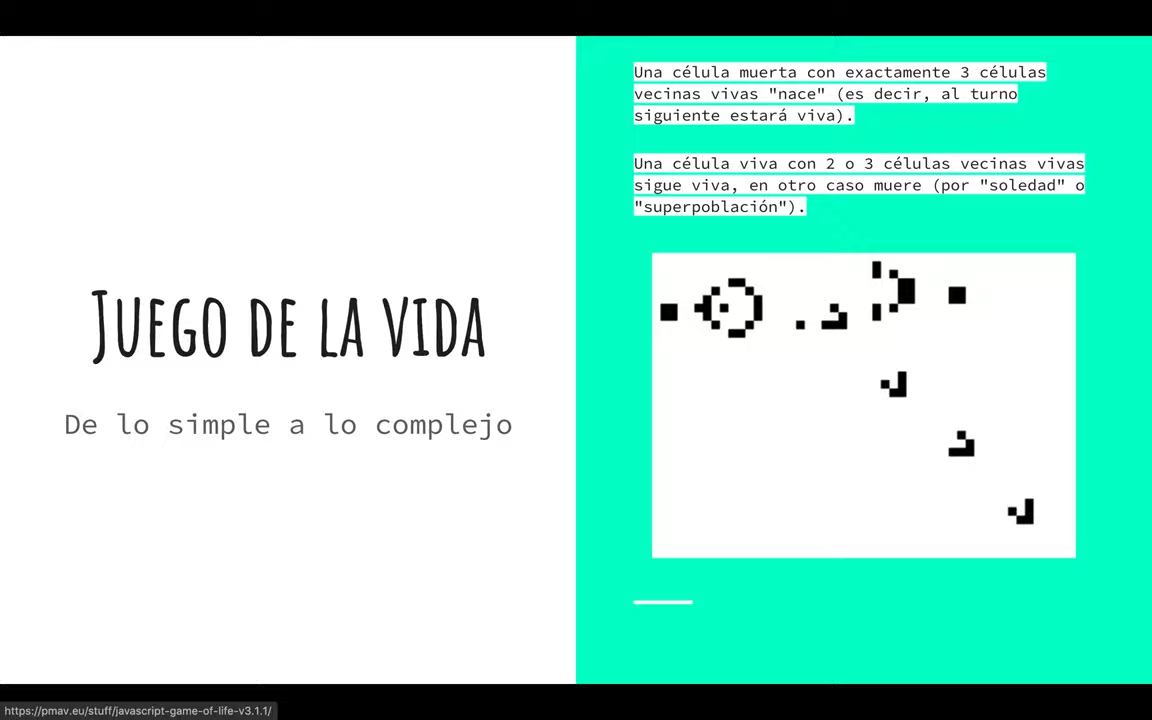 Juego de la vida
De lo simple a lo complejo
Una célula muerta con exactamente 3 células
vecinas vivas "nace" (es decir, al turno
siguiente estará viva).
Una célula viva con 2 o 3 células vecinas vivas
sigue viva, en otro caso muere (por "soledad" o
"superpoblación").
https://pmav.eu/stuff/javascript-game-of-life-v3.1.1/